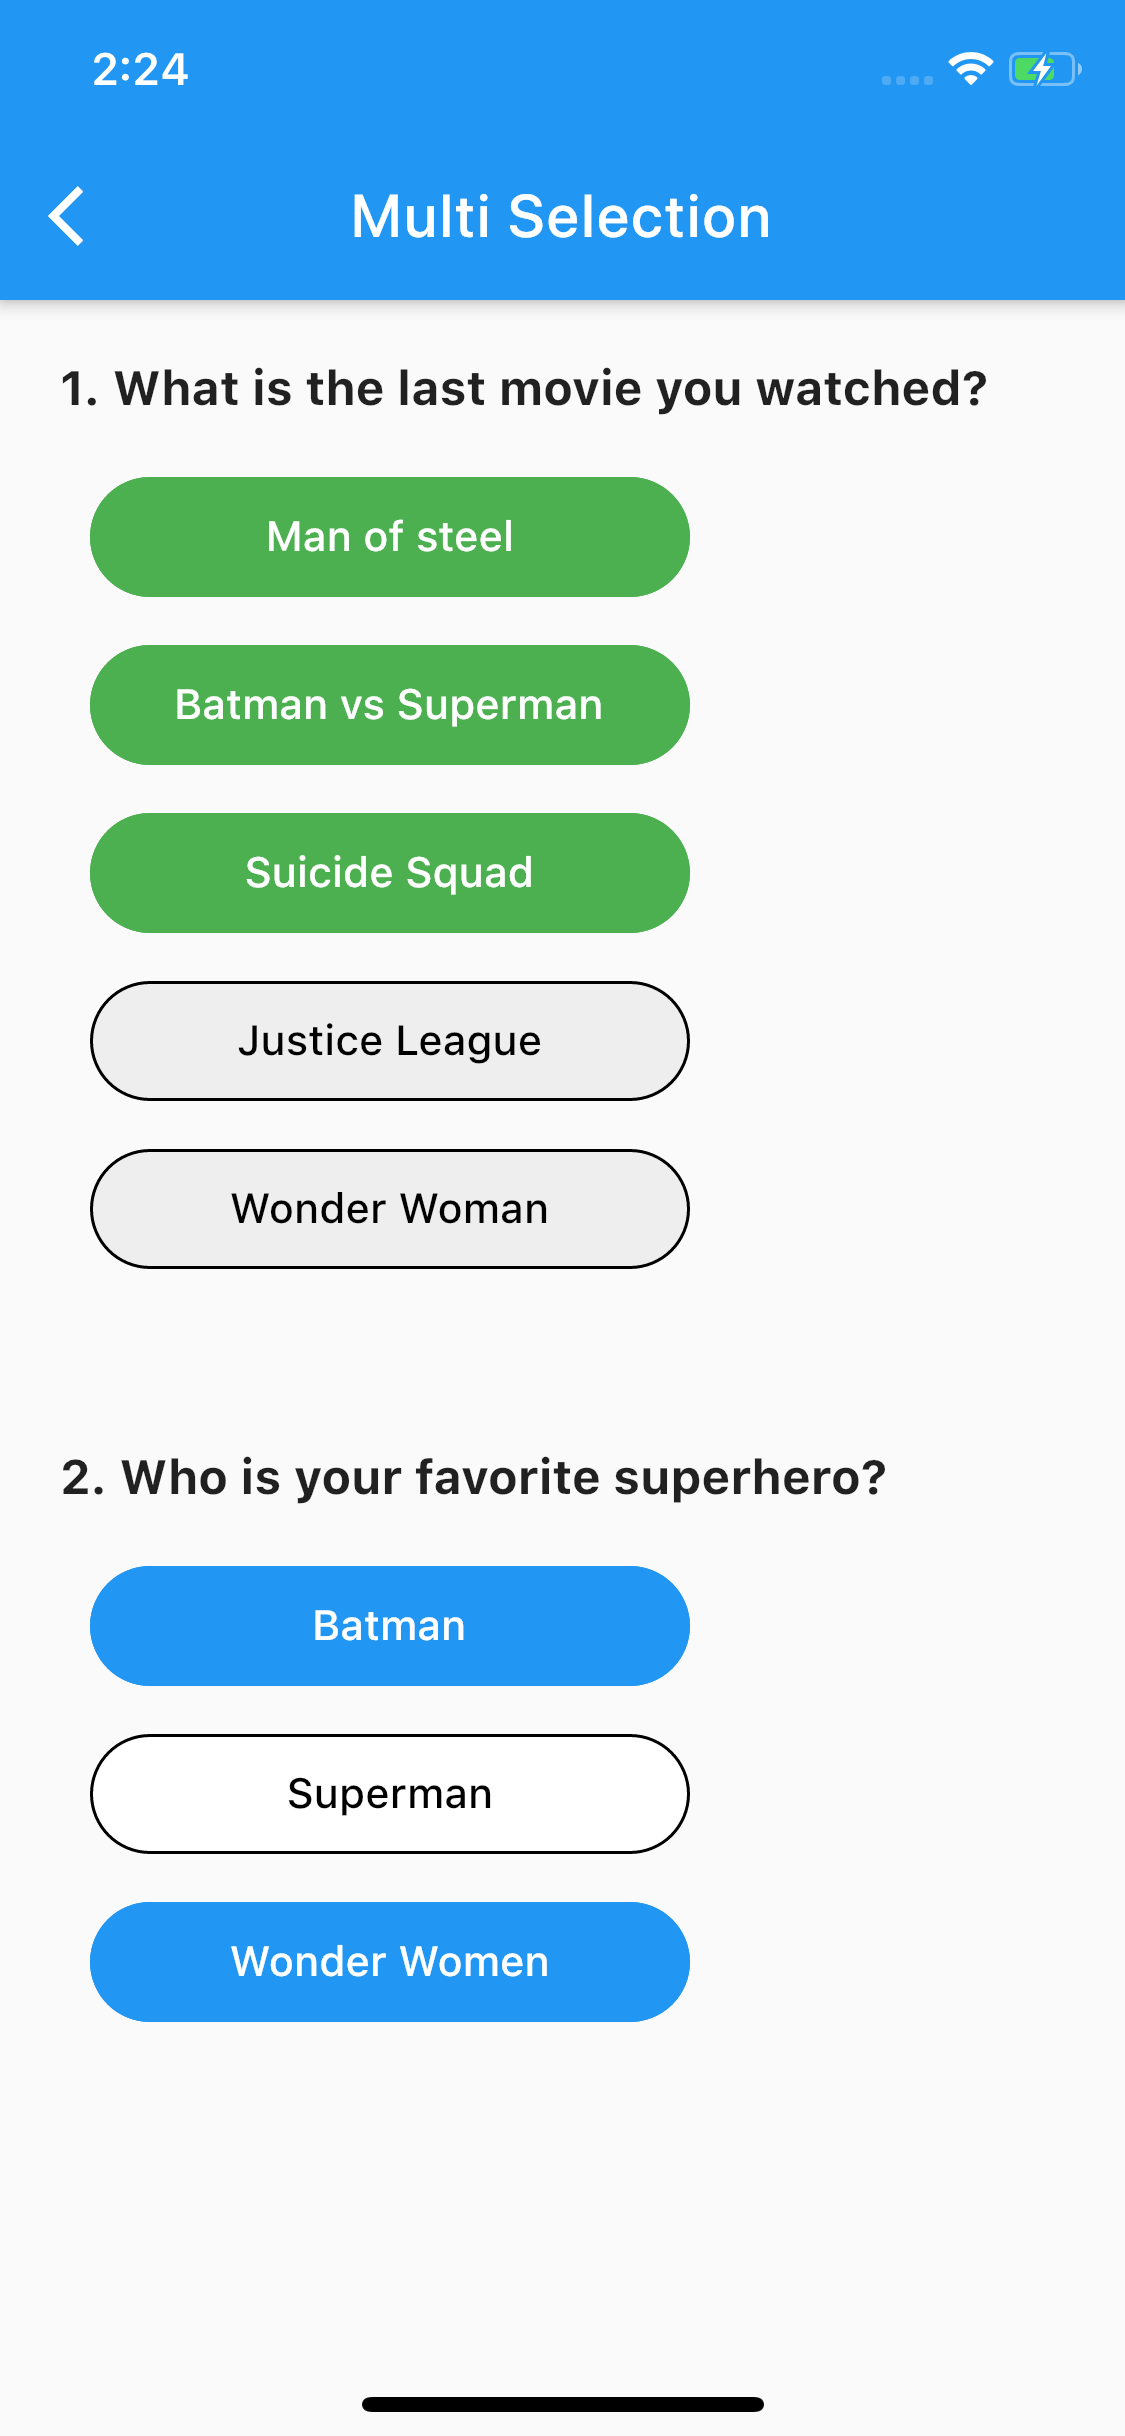 2:24
Multi Selection
1. What is the last movie you watched?
Man of steel
Batman vs Superman
Suicide Squad
Justice League
Wonder Woman
2. Who is your favorite superhero?
Batman
Superman
Wonder Women